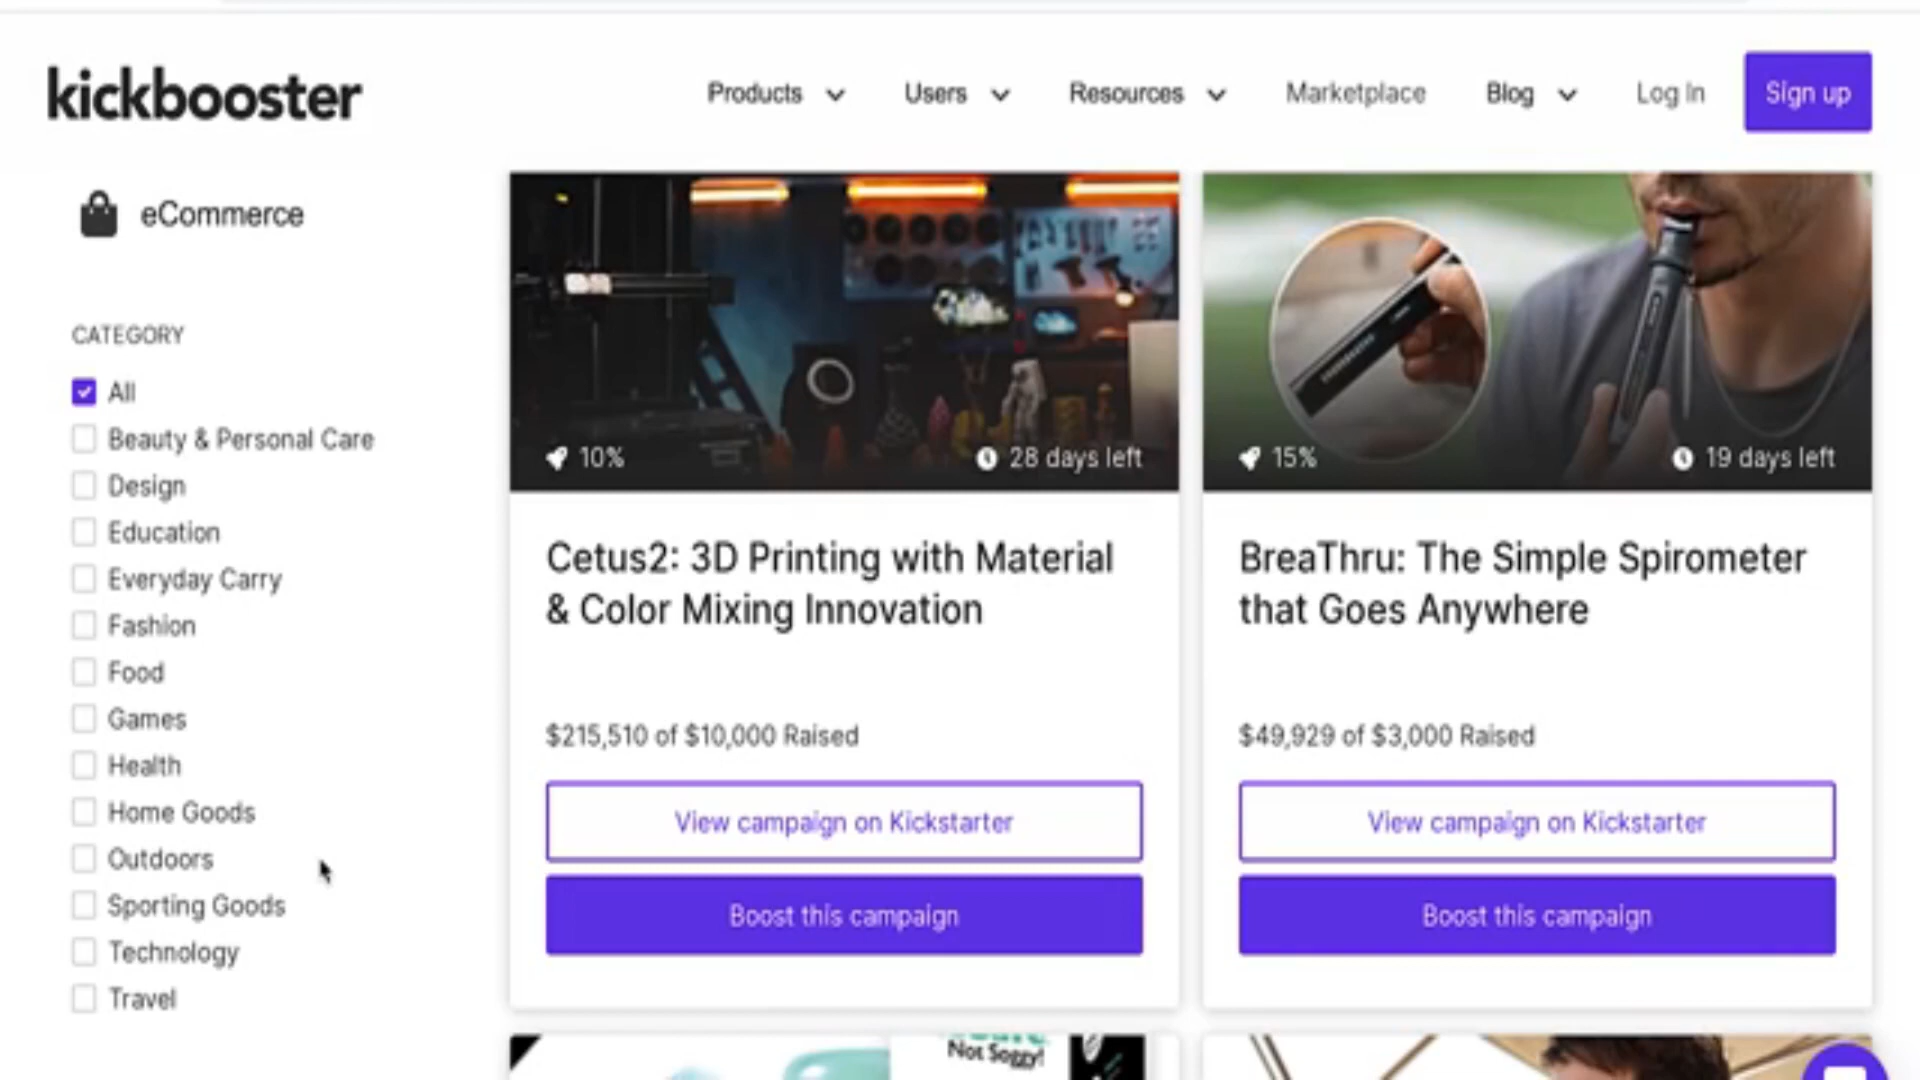 kickbooster
Products
Users
Resources
Marketplace
Blog
Log In
Sign up
eCommerce
CATEGORY
All
Beauty & Personal Care
Design
Education
Everyday Carry
Fashion
Food
Games
Health
Home Goods
Outdoors
Sporting Goods
Technology
Travel
10%
28 days left
Cetus2: 3D Printing with Material
& Color Mixing Innovation
$215,510 of $10,000 Raised
View campaign on Kickstarter
Boost this campaign
15%
19 days left
BreaThru: The Simple Spirometer
that Goes Anywhere
$49,929 of $3,000 Raised
View campaign on Kickstarter
Boost this campaign
Not Soggy!